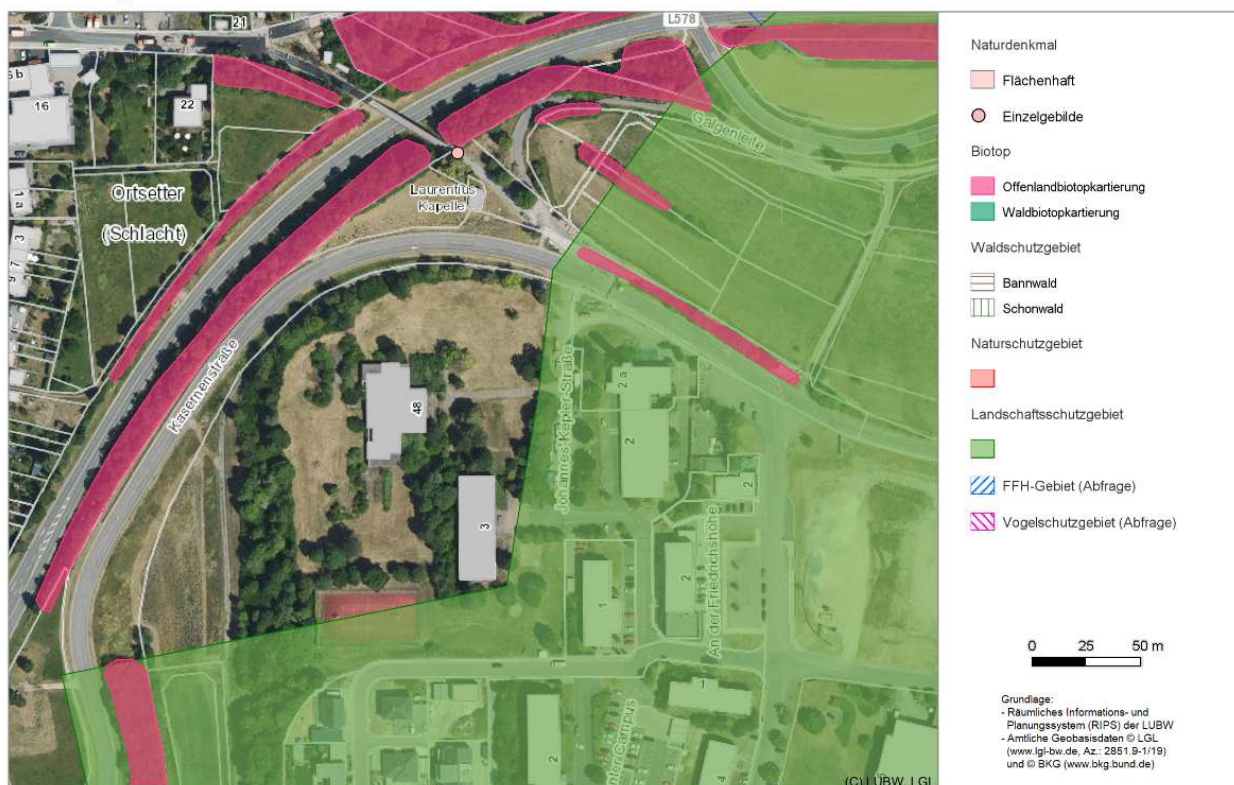 21
L578
6b
16
22
Galgenleite
1a
Ortsetter
(Schlacht)
Laurentius
Kapelle
3
7
9
Kasernenstraße
48
3
Johannes-Kepler-Straße
2a
2
2
An der Friedrichshöhe
2
1
1
2
2
4
(C) LUBW, LGL
Naturdenkmal
Flächenhaft
Einzelgebilde
Biotop
Offenlandbiotopkartierung
Waldbiotopkartierung
Waldschutzgebiet
Bannwald
Schonwald
Naturschutzgebiet
Landschaftsschutzgebiet
FFH-Gebiet (Abfrage)
Vogelschutzgebiet (Abfrage)
0 25 50 m
Grundlage:
- Räumliches Informations- und
Planungssystem (RIPS) der LUBW
- Amtliche Geobasisdaten © LGL
(www.lgl-bw.de, Az.: 2851.9-1/19)
und © BKG (www.bkg.bund.de)